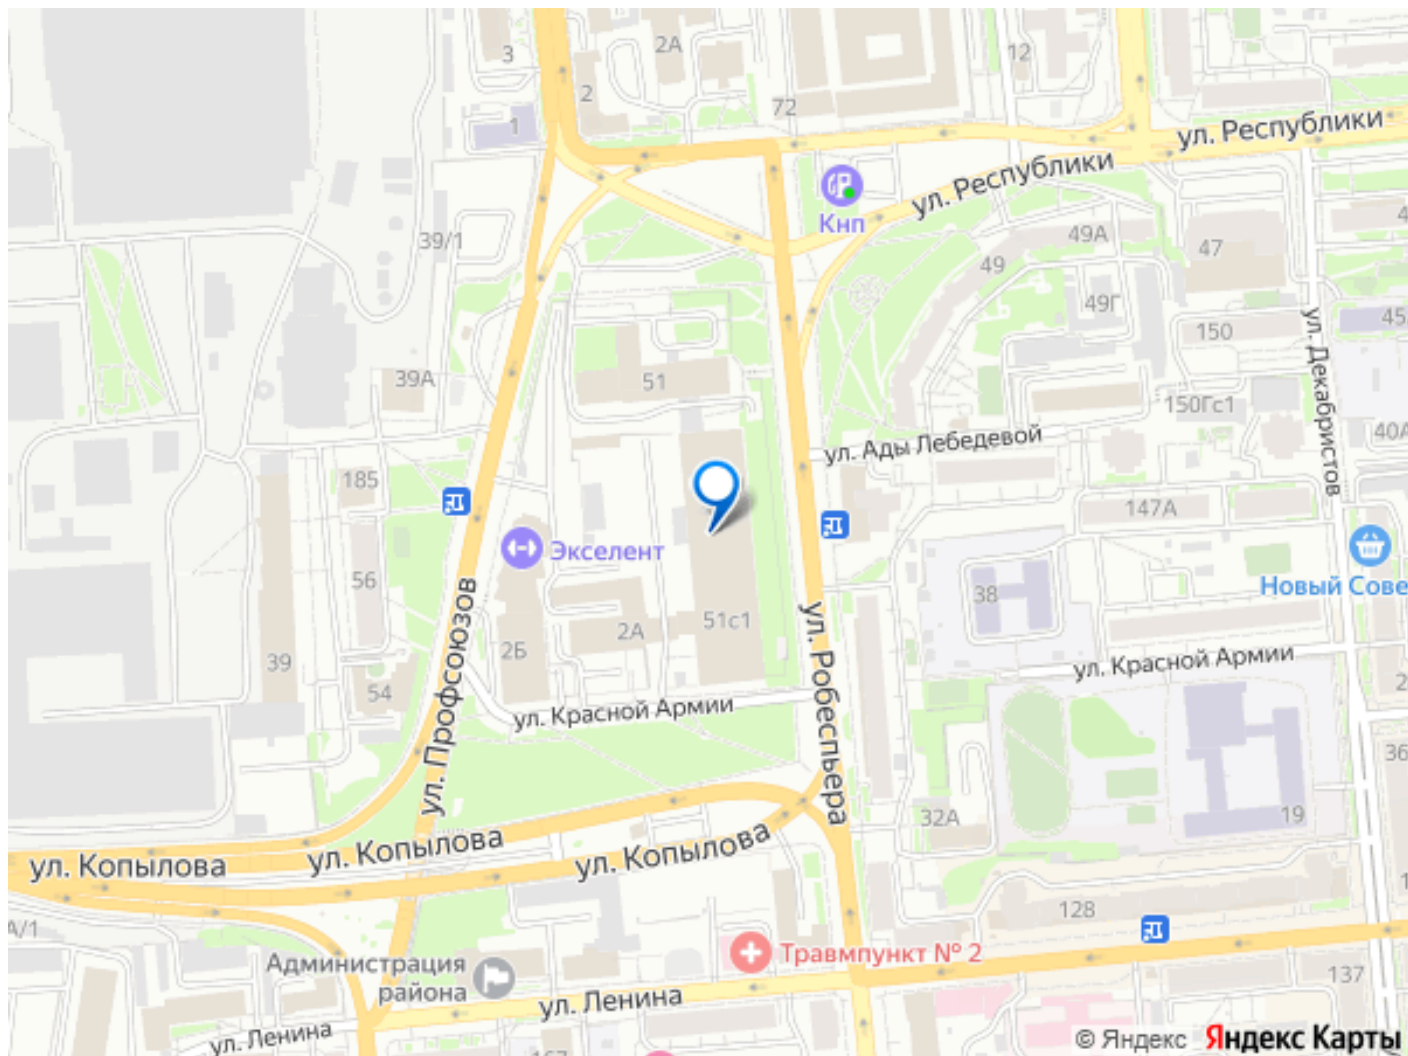 3
2А
12
2
72
1
ул. Республики
ул. Республики
Кнп
39/1
49А
47
49
49Г
150
45
ул. Декабристов
51
39А
150Гс1
40А
ул. Ады Лебедевой
185
147А
Экселент
56
38
Новый Сове
51с1
2А
2Б
39
54
ул. Профсоюзов
ул. Робеспьера
ул. Красной Армии
ул. Красной Армии
2
36
32А
19
ул. Копылова
ул. Копылова
ул. Копылова
А/1
128
Травмпункт № 2
Администрация
района
137
ул. Ленина
ул. Ленина
© Яндекс Яндекс Карты